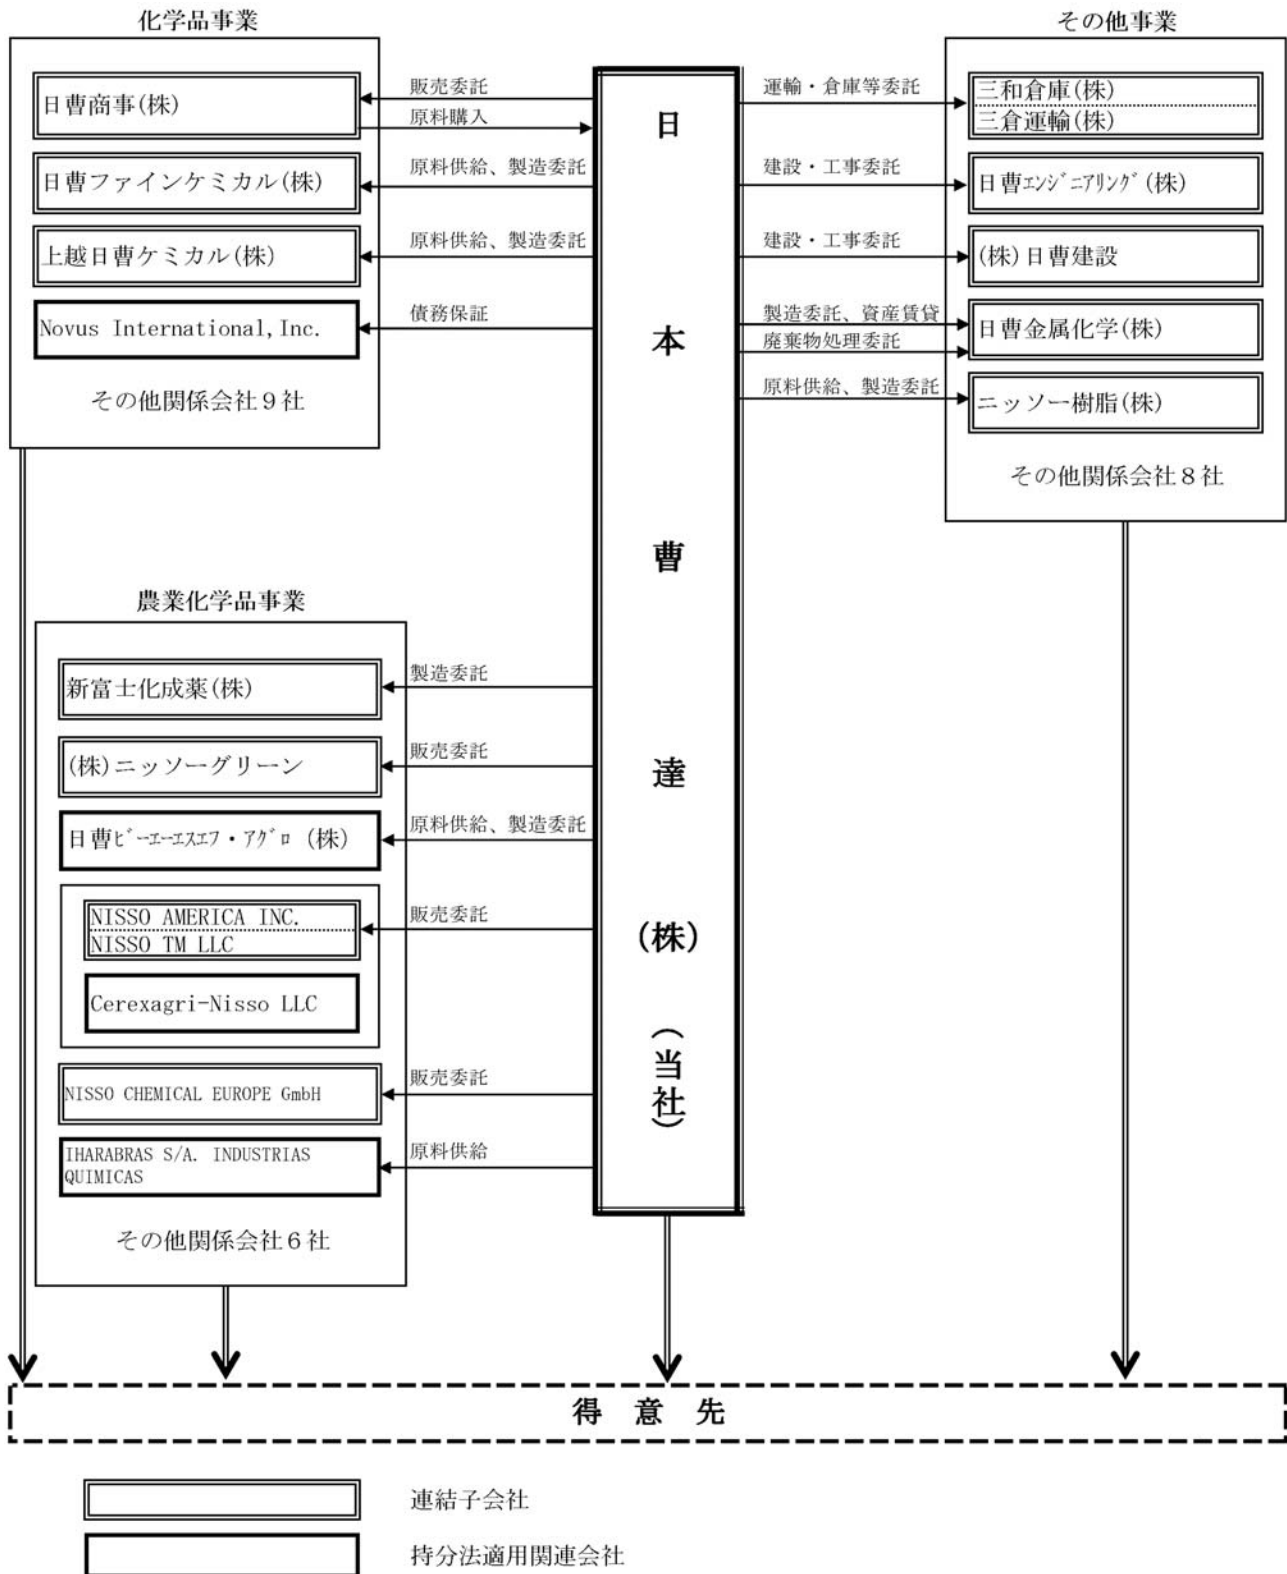 化学品事業
日曹商事(株)
販売委託
原料購入
日曹ファインケミカル(株)
原料供給、製造委託
上越日曹ケミカル(株)
原料供給、製造委託
Novus International,Inc.
債務保証
その他関係会社９社
農業化学品事業
新富士化成薬(株)
製造委託
(株)ニッソーグリーン
販売委託
日曹ﾋﾞｰｴｰｴｽｴﾌ・ｱｸﾞﾛ (株)
原料供給、製造委託
NISSO AMERICA INC.
NISSO TM LLC
販売委託
Cerexagri-Nisso LLC
NISSO CHEMICAL EUROPE GmbH
販売委託
IHARABRAS S/A. INDUSTRIAS
QUIMICAS
原料供給
その他関係会社６社
日本曹達(株)(当社)
その他事業
運輸・倉庫等委託
三和倉庫(株)
三倉運輸(株)
建設・工事委託
日曹ｴﾝｼﾞﾆｱﾘﾝｸﾞ(株)
建設・工事委託
(株)日曹建設
製造委託、資産賃貸
廃棄物処理委託
日曹金属化学(株)
原料供給、製造委託
ニッソー樹脂(株)
その他関係会社８社
得意先
連結子会社
持分法適用関連会社